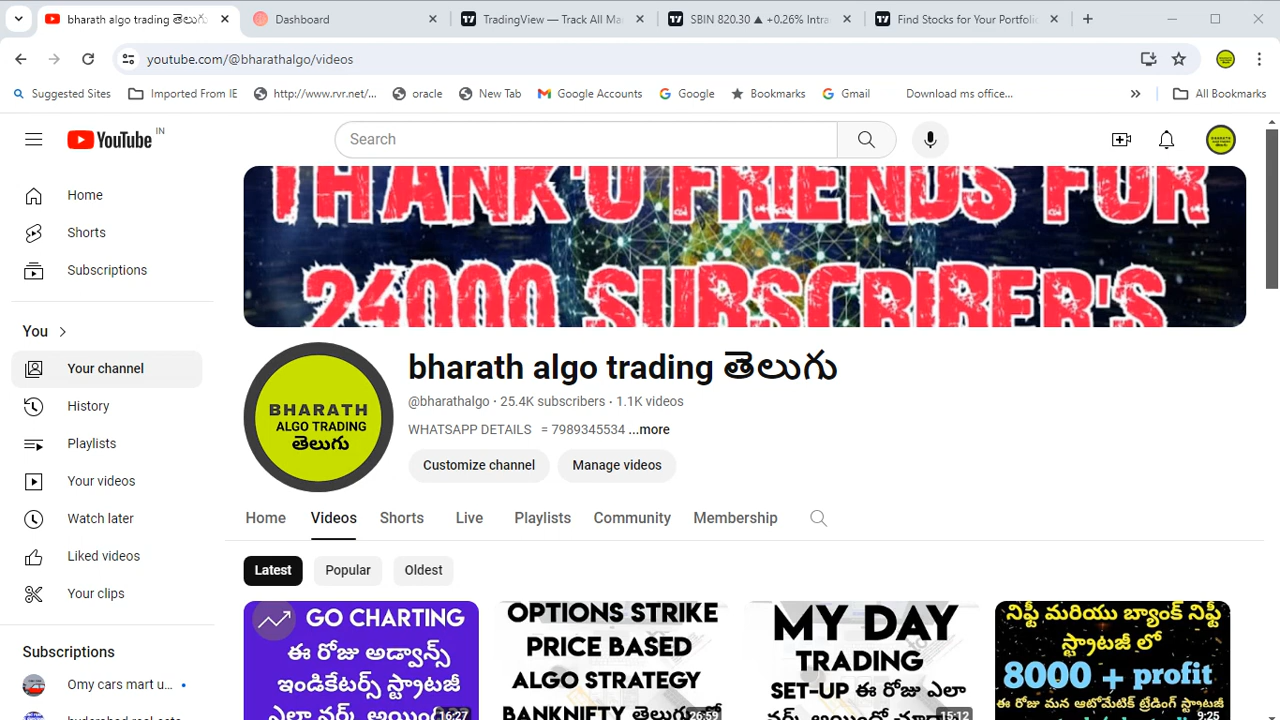 bharath algo trading తెలుగు
Dashboard
TradingView — Track All Ma
SBIN 820.30 ▲ +0.26% Intra
Find Stocks for Your Portfolio
youtube.com/@bharathalgo/videos
Suggested Sites
Imported From IE
http://www.rvr.net/...
oracle
New Tab
Google Accounts
Google
Bookmarks
Gmail
Download ms office...
»
All Bookmarks
YouTube IN
Search
Home
Shorts
Subscriptions
You
Your channel
History
Playlists
Your videos
Watch later
Liked videos
Your clips
Subscriptions
Omy cars mart u...
THANK'U FRIENDS FOR
24000 SUBSCRIBER'S
BHARATH
ALGO TRADING
తెలుగు
bharath algo trading తెలుగు
@bharathalgo · 25.4K subscribers · 1.1K videos
WHATSAPP DETAILS = 7989345534 ...more
Customize channel
Manage videos
Home
Videos
Shorts
Live
Playlists
Community
Membership
Latest
Popular
Oldest
GO CHARTING
ఈ రోజు అడ్వాన్స్
ఇండికేటర్స్ స్ట్రాటజీ
16:27
OPTIONS STRIKE
PRICE BASED
ALGO STRATEGY
BANKNIFTY తెలుగులో
26:59
MY DAY
TRADING
SET-UP ఈ రోజు ఎలా
15:12
నిఫ్టీ మరియు బ్యాంక్ నిఫ్టీ
స్ట్రాటజీ లో
8000 + profit
ఈ రోజు మన ఆటోమేటిక్ ట్రేడింగ్ స్ట్రాటజీ
9:25